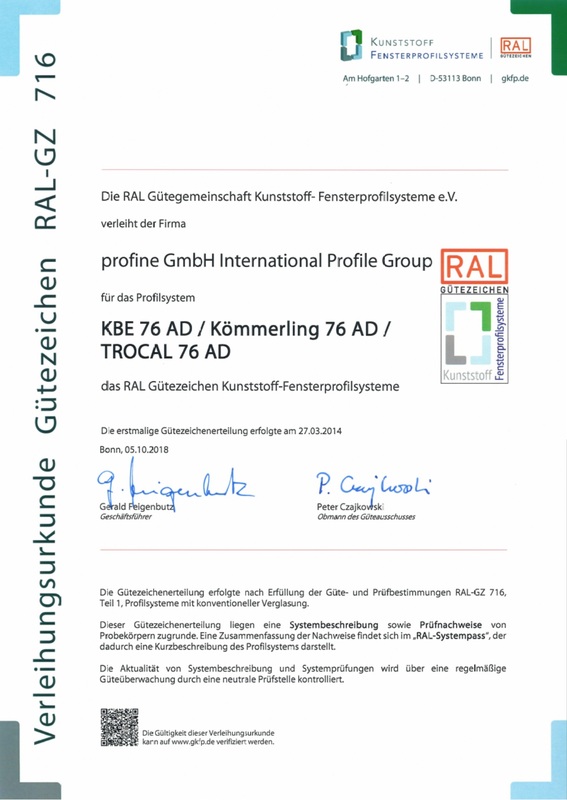 Verleihungsurkunde Gütezeichen RAL-GZ 716
KUNSTSTOFF
FENSTERPROFILSYSTEME
RAL
GÜTEZEICHEN
Am Hofgarten 1–2 | D-53113 Bonn | gkfp.de
Die RAL Gütegemeinschaft Kunststoff- Fensterprofilsysteme e.V.
verleiht der Firma
profine GmbH International Profile Group
für das Profilsystem
KBE 76 AD / Kömmerling 76 AD /
TROCAL 76 AD
das RAL Gütezeichen Kunststoff-Fensterprofilsysteme
RAL
GÜTEZEICHEN
Kunststoff
Fensterprofilsysteme
Die erstmalige Gütezeichenerteilung erfolgte am 27.03.2014
Bonn, 05.10.2018
G. Feigenbutz
P. Czajkowski
Gerald Feigenbutz
Geschäftsführer
Peter Czajkowski
Obmann des Güteausschusses
Die Gütezeichenerteilung erfolgte nach Erfüllung der Güte- und Prüfbestimmungen RAL-GZ 716,
Teil 1, Profilsysteme mit konventioneller Verglasung.
Dieser Gütezeichenerteilung liegen eine Systembeschreibung sowie Prüfnachweise von
Probekörpern zugrunde. Eine Zusammenfassung der Nachweise findet sich im „RAL-Systempass“, der
dadurch eine Kurzbeschreibung des Profilsystems darstellt.
Die Aktualität von Systembeschreibung und Systemprüfungen wird über eine regelmäßige
Güteüberwachung durch eine neutrale Prüfstelle kontrolliert.
Die Gültigkeit dieser Verleihungsurkunde
kann auf www.gkfp.de verifiziert werden.